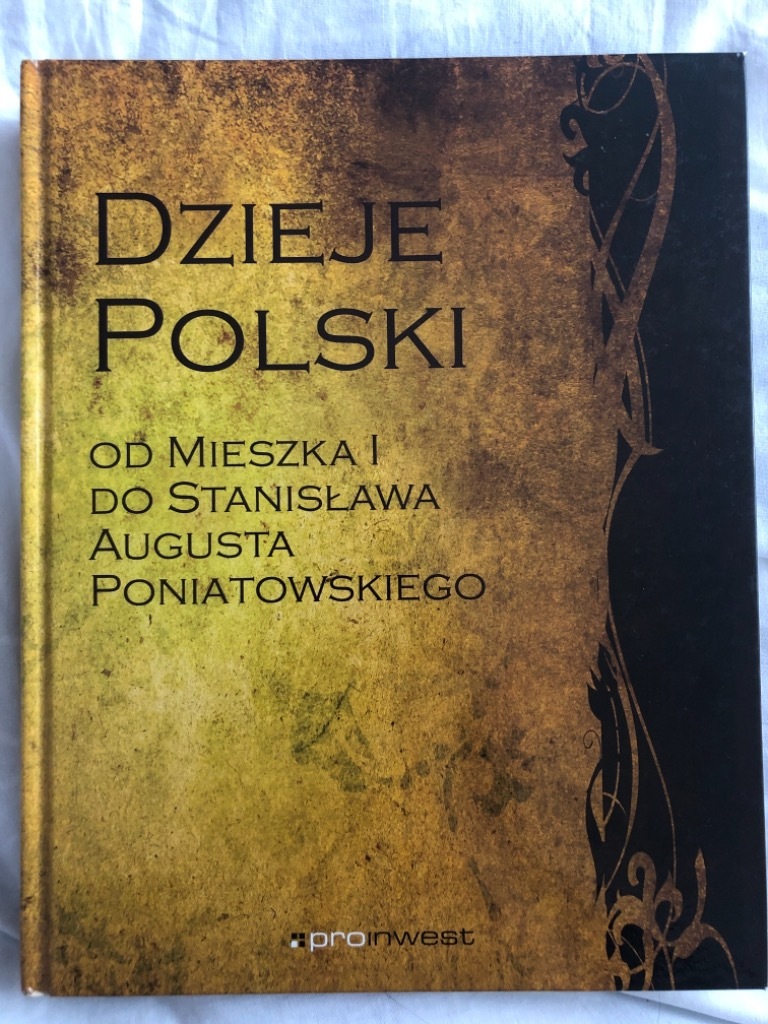 Dzieje
Polski
od Mieszka I
do Stanisława
Augusta
Poniatowskiego
proinwest